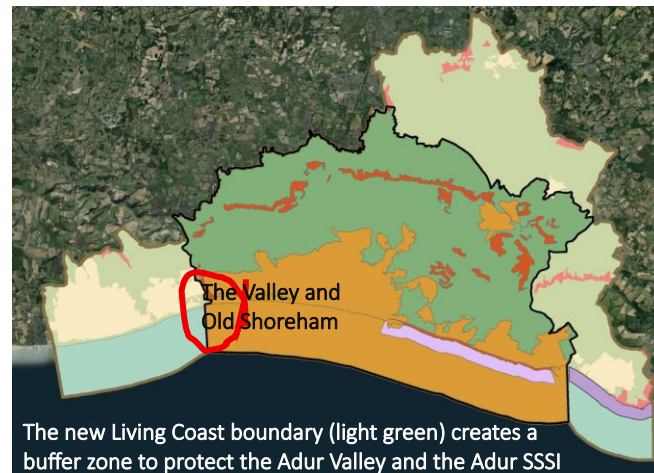 The Valley and
Old Shoreham
The new Living Coast boundary (light green) creates a
buffer zone to protect the Adur Valley and the Adur SSSI